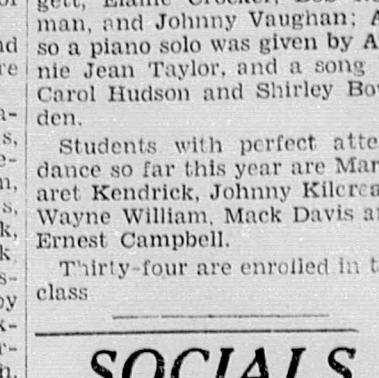 man, and Johnny Vaughan; A
so a piano solo was given by A
nie Jean Taylor, and a song
Carol Hudson and Shirley Bow
den.
Students with perfect atte
dance so far this year are Mar
aret Kendrick, Johnny Kilcrea
Wayne William, Mack Davis a
Ernest Campbell.
Thirty-four are enrolled in t
class
SOCIALS